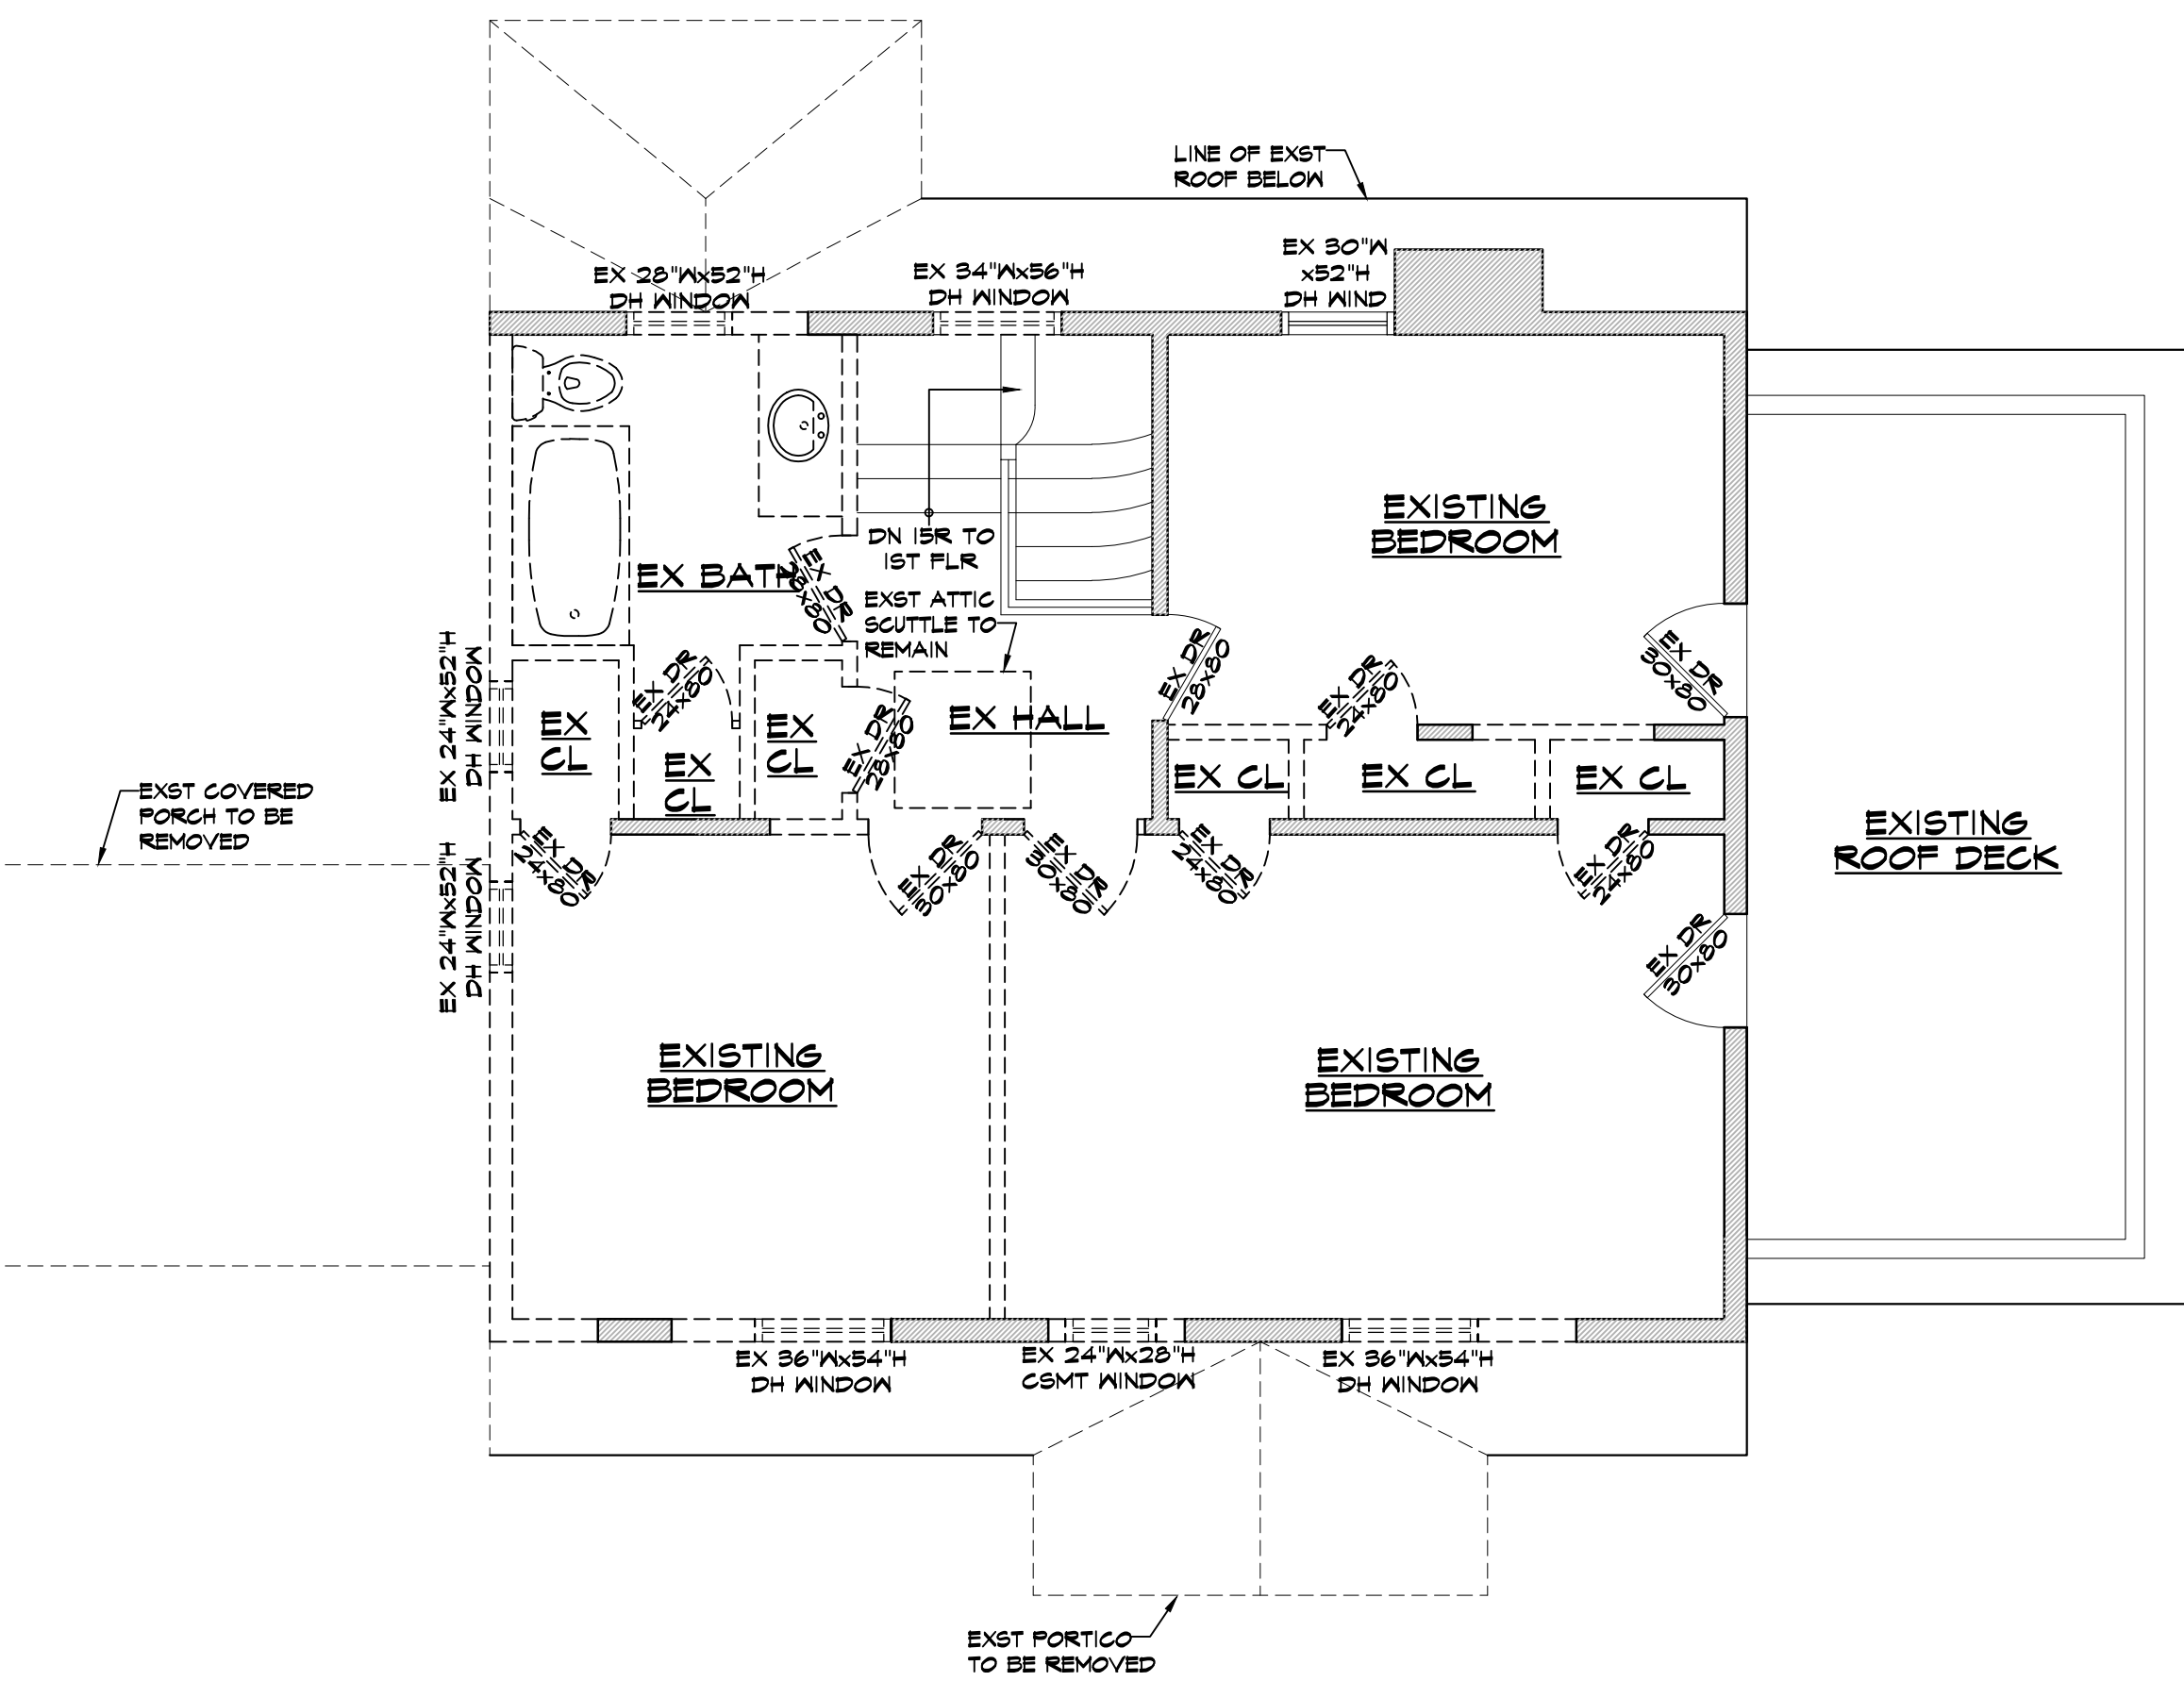 LINE OF EXST
ROOF BELOW
EX 28"Wx52"H
DH WINDOW
EX 34"Wx56"H
DH WINDOW
EX 30"W
x52"H
DH WIND
EXISTING
BEDROOM
DN 15R TO
1ST FLR
EX BATH
EX DR
28x80
EXST ATTIC
SCUTTLE TO
REMAIN
EX DR
28x80
EX DR
30x80
EX 24"Wx52"H
DH WINDOW
EX DR
24x80
EX DR
24x80
EX
CL
EX
CL
EX
CL
EX DR
28x80
EX HALL
EX CL
EX CL
EX CL
EXST COVERED
PORCH TO BE
REMOVED
EXISTING
ROOF DECK
EX DR
24x80
EX DR
30x80
EX DR
30x80
EX DR
24x80
EX DR
24x80
EX 24"Wx52"H
DH WINDOW
EX DR
30x80
EXISTING
BEDROOM
EXISTING
BEDROOM
EX 36"Wx54"H
DH WINDOW
EX 24"Wx28"H
CSMT WINDOW
EX 36"Wx54"H
DH WINDOW
EXST PORTICO
TO BE REMOVED